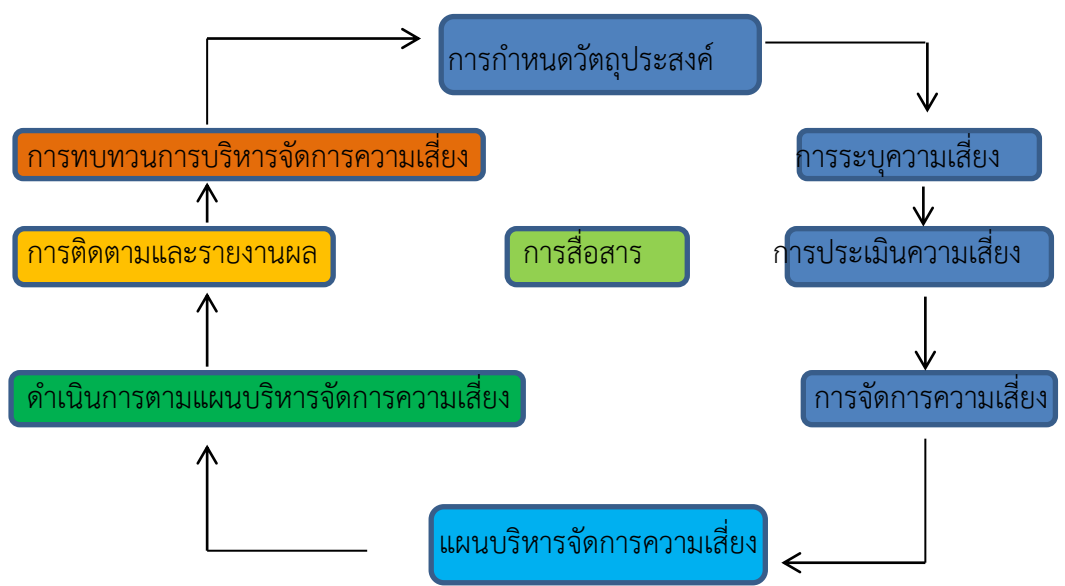 การกำหนดวัตถุประสงค์
การทบทวนการบริหารจัดการความเสี่ยง
การระบุความเสี่ยง
การติดตามและรายงานผล
การสื่อสาร
การประเมินความเสี่ยง
ดำเนินการตามแผนบริหารจัดการความเสี่ยง
การจัดการความเสี่ยง
แผนบริหารจัดการความเสี่ยง